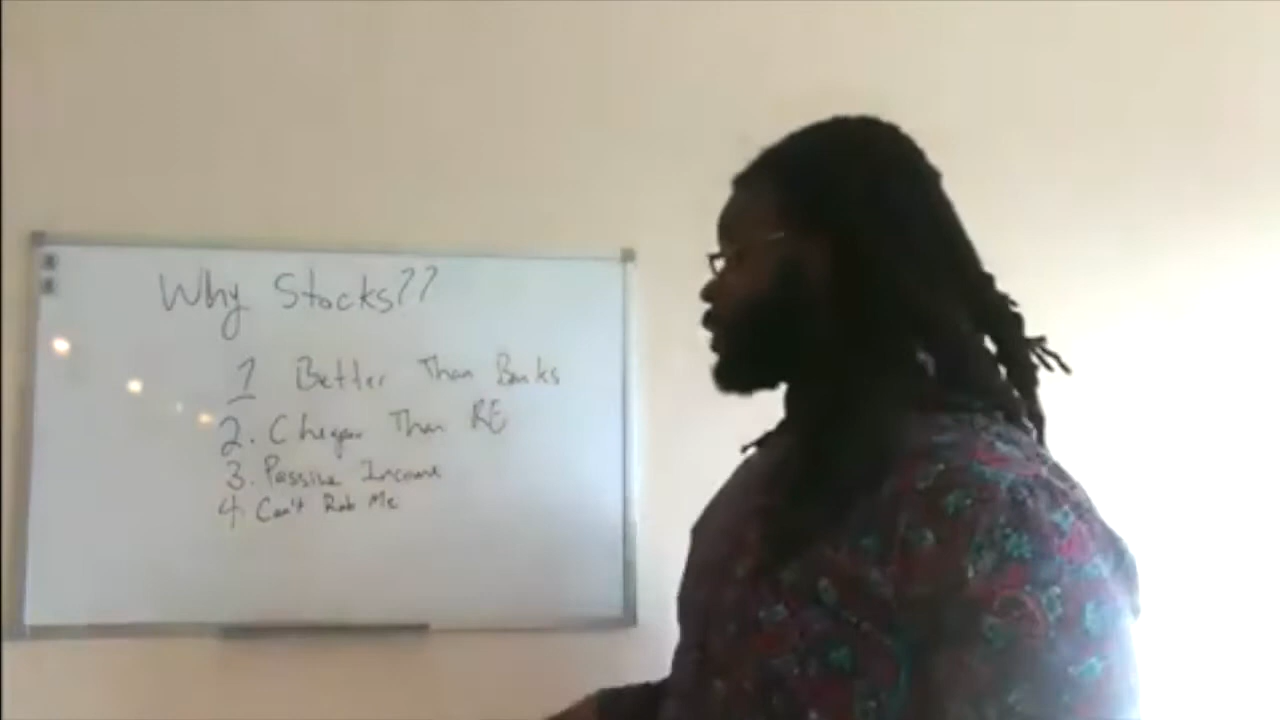 Why Stocks??
1 Better Than Banks
2. Cheaper Than RE
3. Passive Income
4. Can't Rob Me